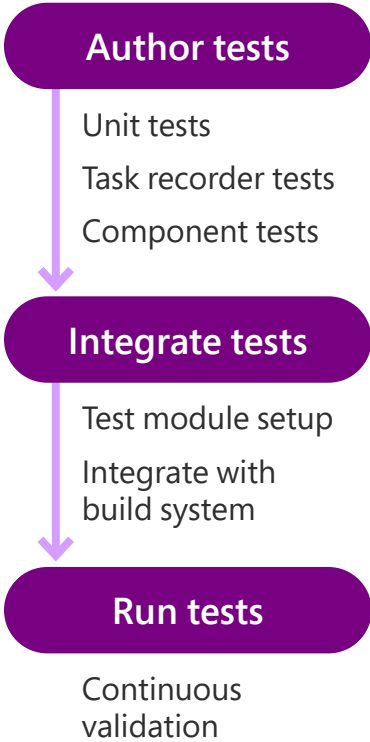 Author tests
Unit tests
Task recorder tests
Component tests
Integrate tests
Test module setup
Integrate with
build system
Run tests
Continuous
validation